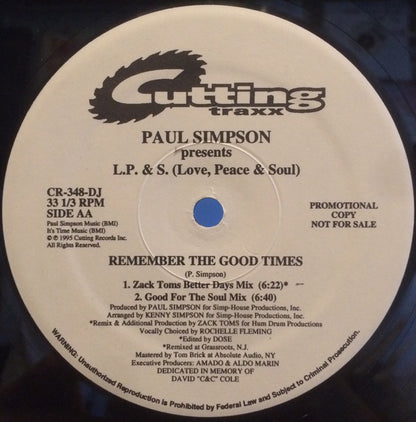 Cutting
traxx
PAUL SIMPSON
presents
L.P. & S. (Love, Peace & Soul)
CR-348-DJ
33 1/3 RPM
SIDE AA
Paul Simpson Music (BMI)
It's Time Music (BMI)
© ℗ 1995 Cutting Records Inc.
All Rights Reserved.
PROMOTIONAL
COPY
NOT FOR SALE
REMEMBER THE GOOD TIMES
(P. Simpson)
1. Zack Toms Better Days Mix (6:22)*
2. Good For The Soul Mix (6:40)
Produced by PAUL SIMPSON for Simp-House Productions, Inc.
Arranged by KENNY SIMPSON for Simp-House Productions, Inc.
*Remix & Additional Production by ZACK TOMS for Hum Drum Productions
Vocally Choiced by ROCHELLE FLEMING
*Edited by DOSE
*Remixed at Grassroots, N.J.
Mastered by Tom Brick at Absolute Audio, NY
Executive Producers: AMADO & ALDO MARIN
DEDICATED IN MEMORY OF
DAVID "C&C" COLE
WARNING: Unauthorized Reproduction is Prohibited by Federal Law and Subject to Criminal Prosecution.